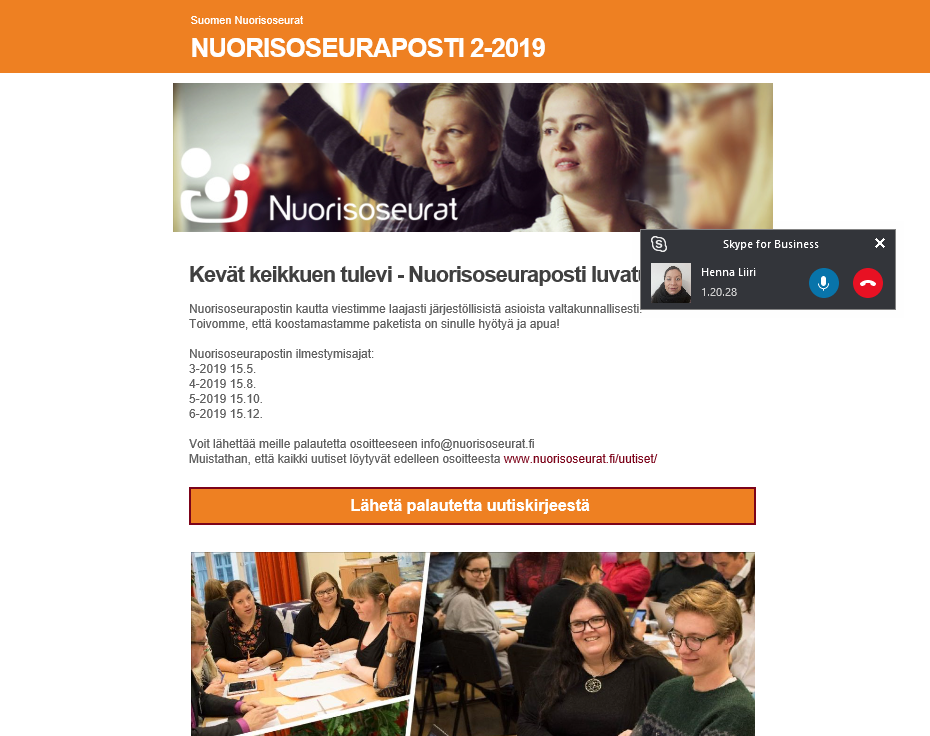 Suomen Nuorisoseurat
NUORISOSEURAPOSTI 2-2019
Nuorisoseurat
Skype for Business
Henna Liiri
1.20.28
Kevät keikkuen tulevi - Nuorisoseuraposti luvatu
Nuorisoseurapostin kautta viestimme laajasti järjestöllisistä asioista valtakunnallisesti.
Toivomme, että koostamastamme paketista on sinulle hyötyä ja apua!
Nuorisoseurapostin ilmestymisajat:
3-2019 15.5.
4-2019 15.8.
5-2019 15.10.
6-2019 15.12.
Voit lähettää meille palautetta osoitteeseen info@nuorisoseurat.fi
Muistathan, että kaikki uutiset löytyvät edelleen osoitteesta www.nuorisoseurat.fi/uutiset/
Lähetä palautetta uutiskirjeestä